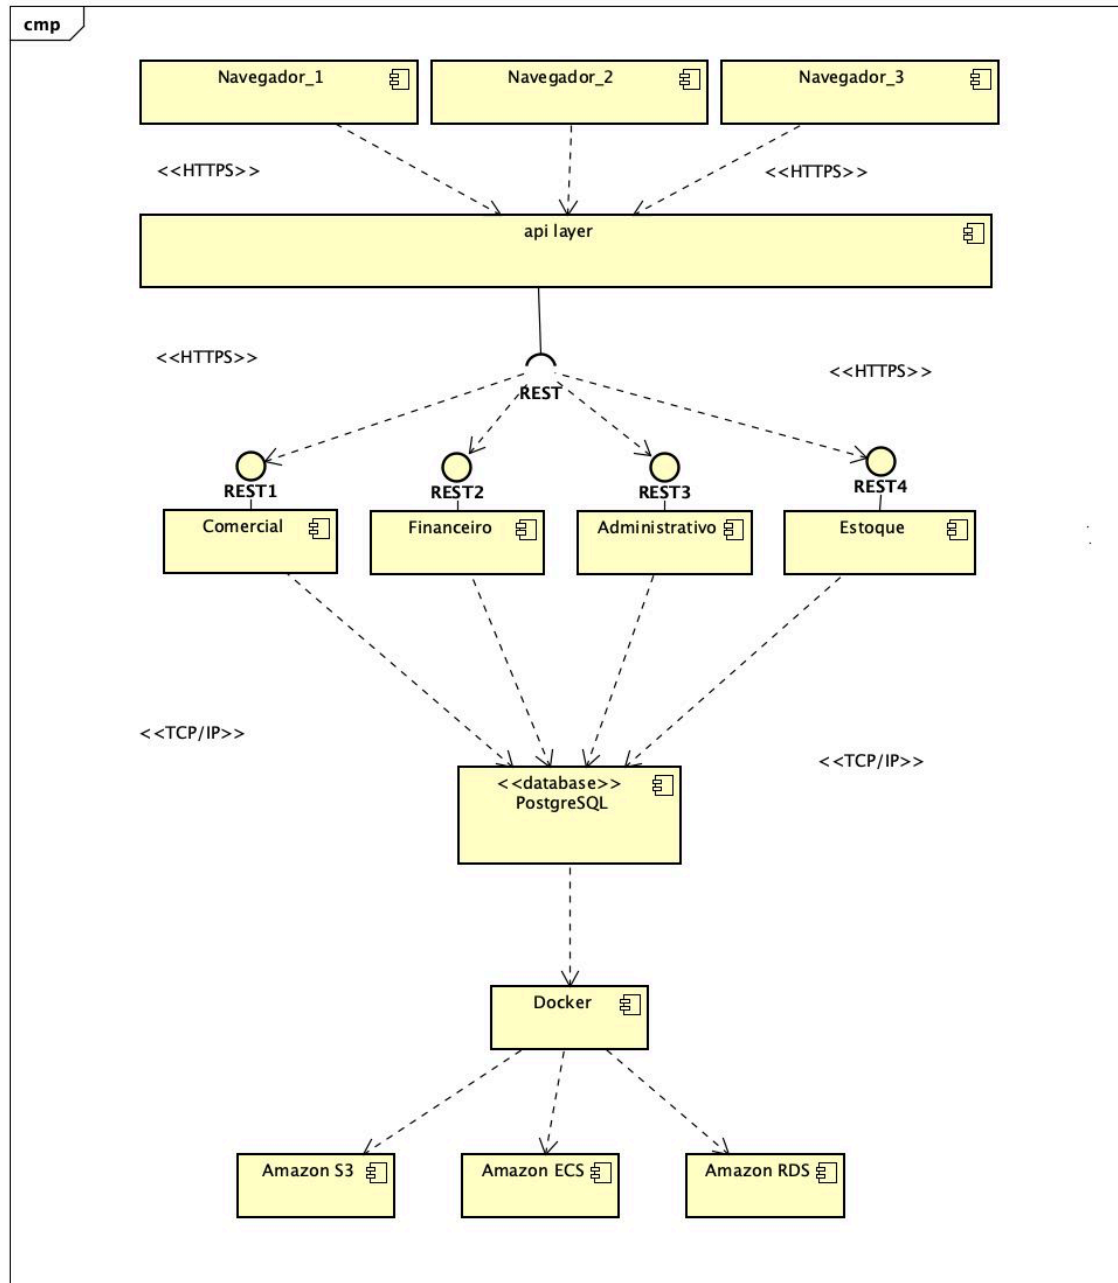 cmp
Navegador_1
Navegador_2
Navegador_3
<<HTTPS>>
<<HTTPS>>
api layer
<<HTTPS>>
<<HTTPS>>
REST
REST1
REST2
REST3
REST4
Comercial
Financeiro
Administrativo
Estoque
<<TCP/IP>>
<<TCP/IP>>
<<database>>
PostgreSQL
Docker
Amazon S3
Amazon ECS
Amazon RDS